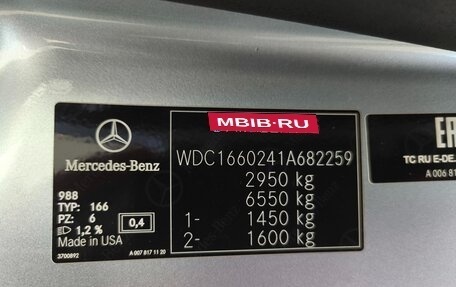 MBIB.RU
Mercedes-Benz
WDC1660241A682259
2950 kg
6550 kg
1- 1450 kg
2- 1600 kg
988
TYP: 166
PZ: 6
1,2 %
0,4
Made in USA
3700892
A 007 817 11 20
EAC
TC RU E-DE.
A 006 81